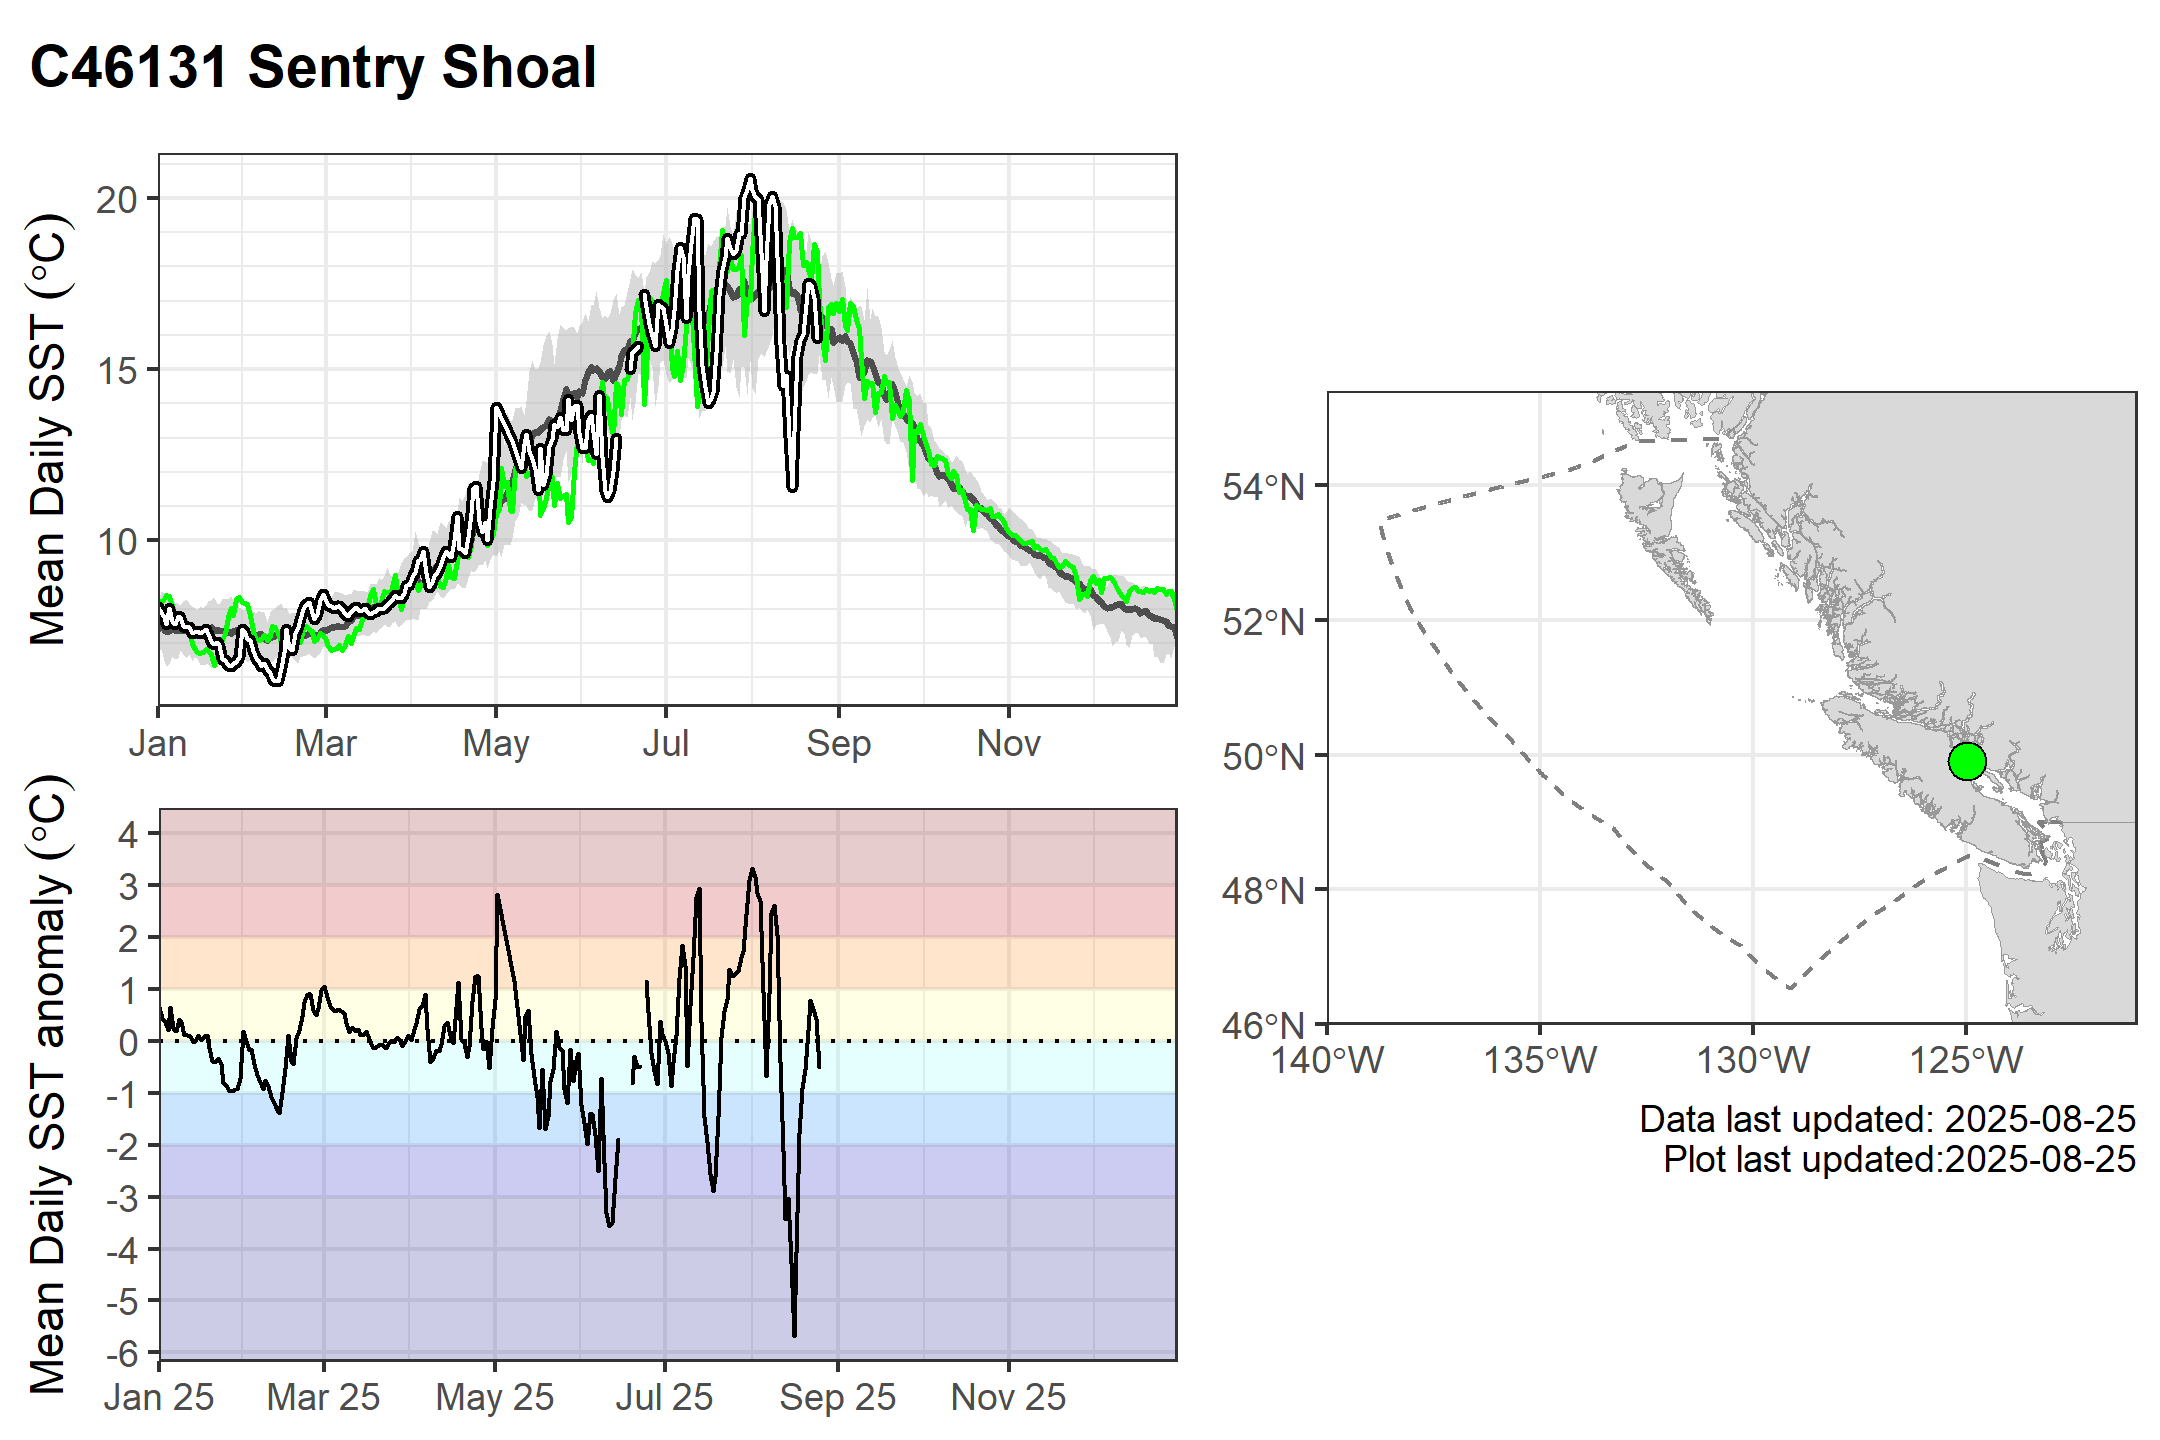 C46131 Sentry Shoal
Mean Daily SST (°C)
20
15
10
Jan Mar May Jul Sep Nov
Mean Daily SST anomaly (°C)
4
3
2
1
0
-1
-2
-3
-4
-5
-6
Jan 25 Mar 25 May 25 Jul 25 Sep 25 Nov 25
54°N
52°N
50°N
48°N
46°N
140°W 135°W 130°W 125°W
Data last updated: 2025-08-25
Plot last updated:2025-08-25